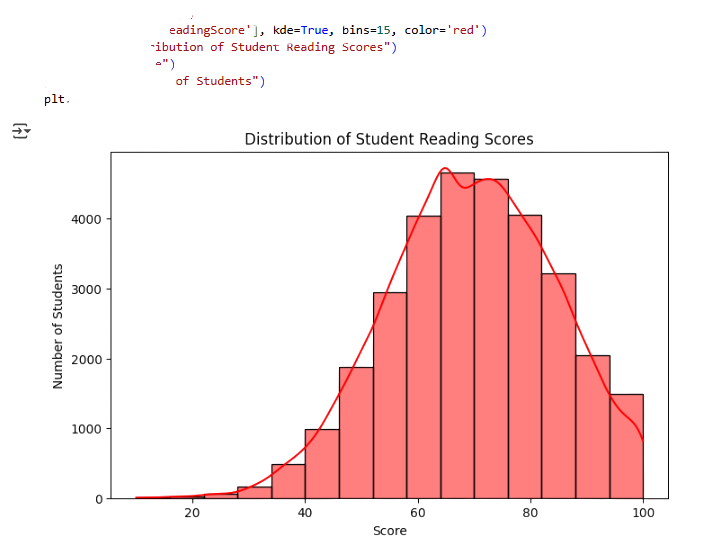 eadingScore'], kde=True, bins=15, color='red')
ibution of Student Reading Scores")
e")
of Students")
plt.
Distribution of Student Reading Scores
Number of Students
4000
3000
2000
1000
0
20 40 60 80 100
Score